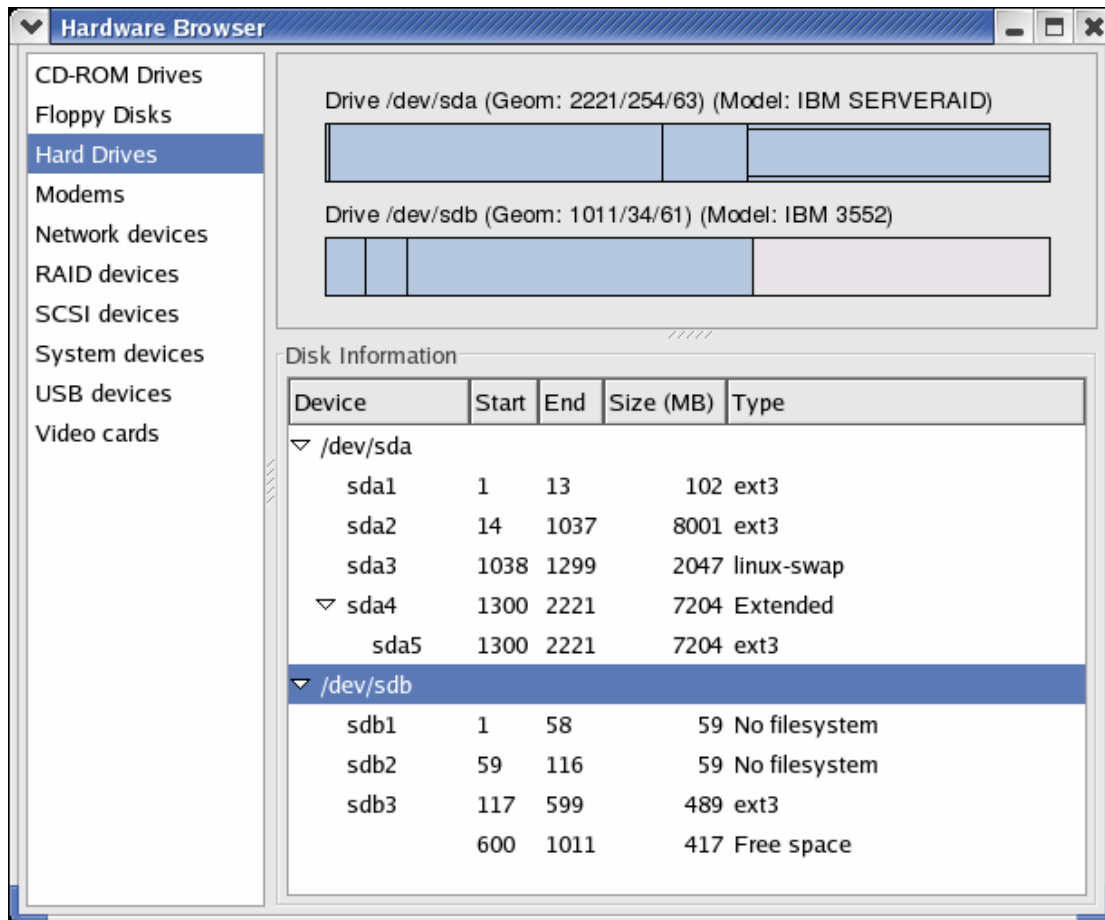 Hardware Browser
CD-ROM Drives
Floppy Disks
Hard Drives
Modems
Network devices
RAID devices
SCSI devices
System devices
USB devices
Video cards
Drive /dev/sda (Geom: 2221/254/63) (Model: IBM SERVERAID)
Drive /dev/sdb (Geom: 1011/34/61) (Model: IBM 3552)
Disk Information
Device Start End Size (MB) Type
/dev/sda
sda1 1 13 102 ext3
sda2 14 1037 8001 ext3
sda3 1038 1299 2047 linux-swap
sda4 1300 2221 7204 Extended
sda5 1300 2221 7204 ext3
/dev/sdb
sdb1 1 58 59 No filesystem
sdb2 59 116 59 No filesystem
sdb3 117 599 489 ext3
600 1011 417 Free space